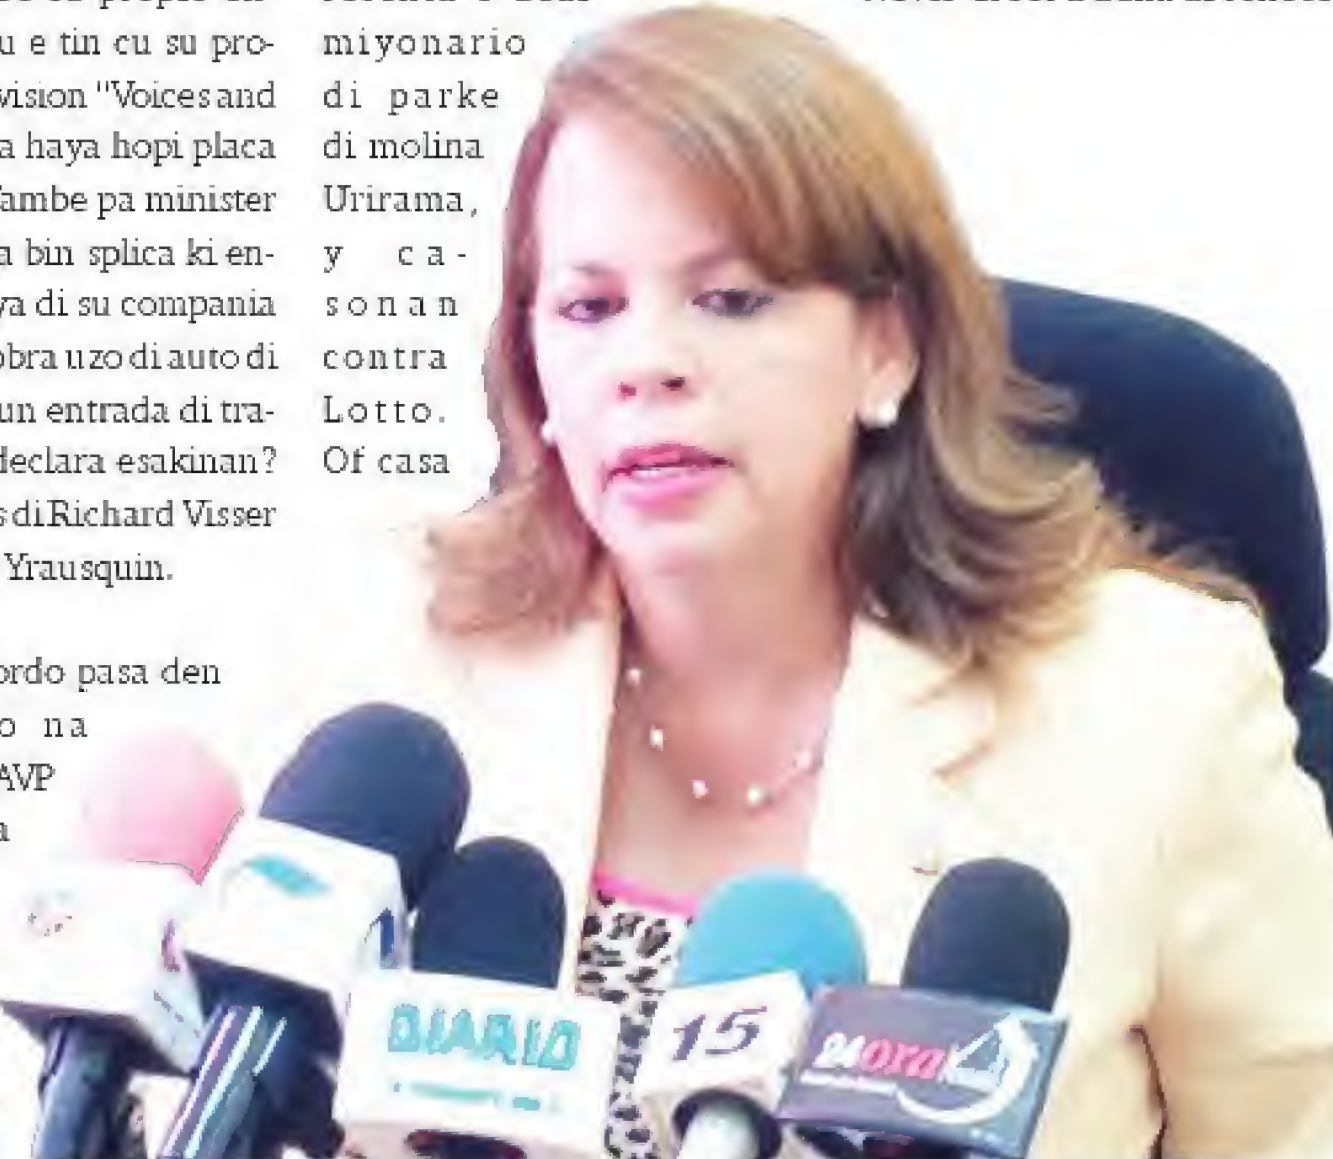 u e tin cu su pro-
vision "Voices and
a haya hopi placa
Tambe pa minister
a bin splica ki en-
ya di su compania
obra uzo di auto di
un entrada di tra-
declara esakinan?
s di Richard Visser
Yrausquin.
ordo pasa den
o na
AVP
a
miyonario
di parke
di molina
Urirama,
y ca-
sonan
contra
Lotto.
Of casa
DIARIO
15
24ora